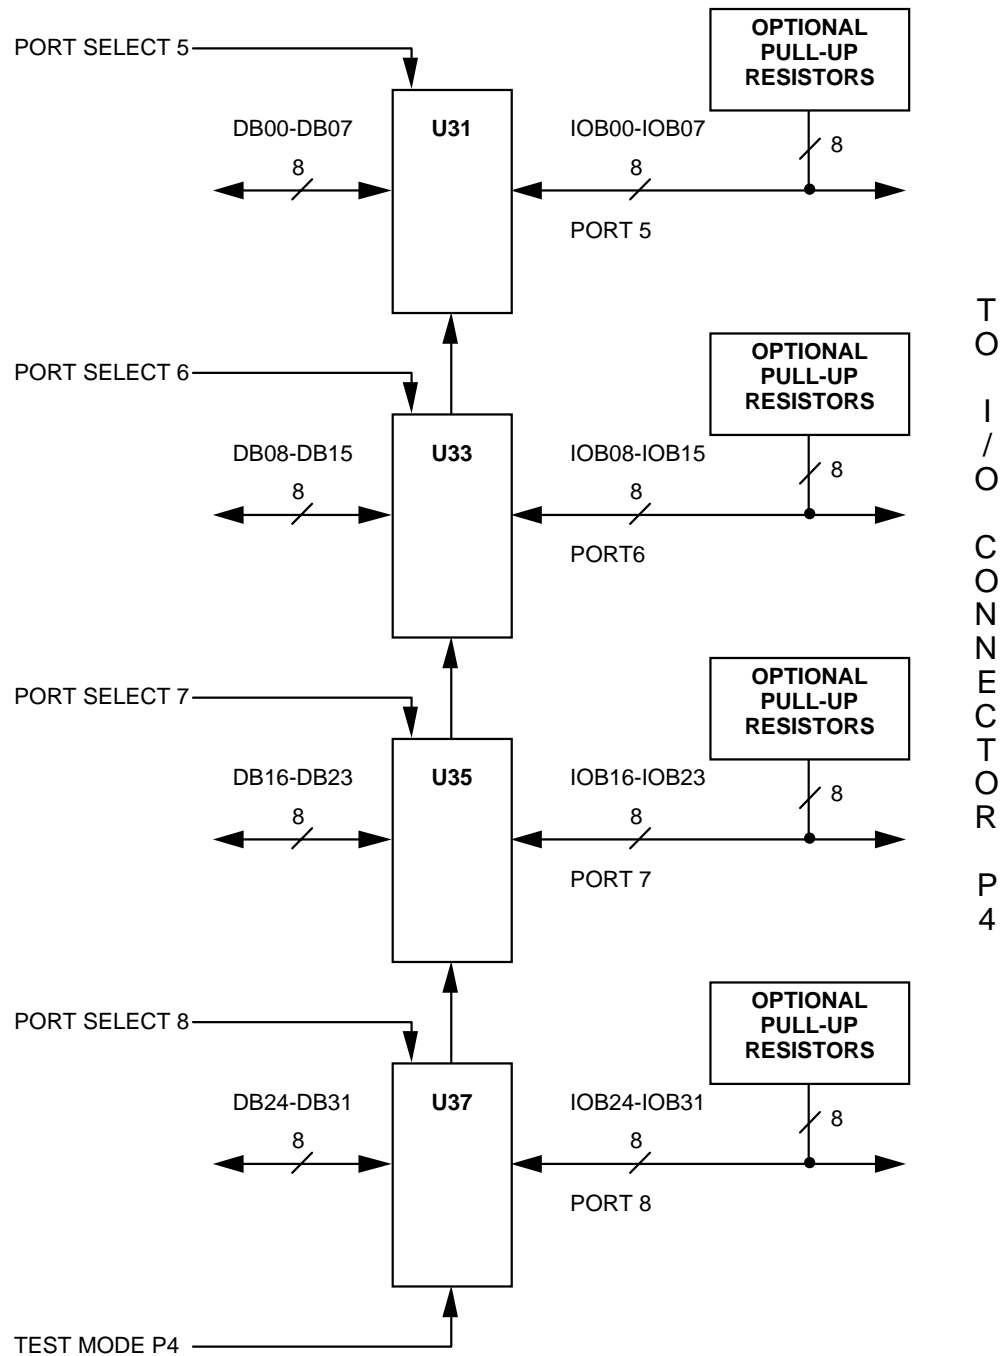 OPTIONAL
PULL-UP
RESISTORS
PORT SELECT 5
DB00-DB07
U31
IOB00-IOB07
8
8
8
PORT 5
OPTIONAL
PULL-UP
RESISTORS
PORT SELECT 6
DB08-DB15
U33
IOB08-IOB15
8
8
8
PORT6
OPTIONAL
PULL-UP
RESISTORS
PORT SELECT 7
DB16-DB23
U35
IOB16-IOB23
8
8
8
PORT 7
OPTIONAL
PULL-UP
RESISTORS
PORT SELECT 8
DB24-DB31
U37
IOB24-IOB31
8
8
8
PORT 8
TEST MODE P4
TO I/O CONNECTOR P4